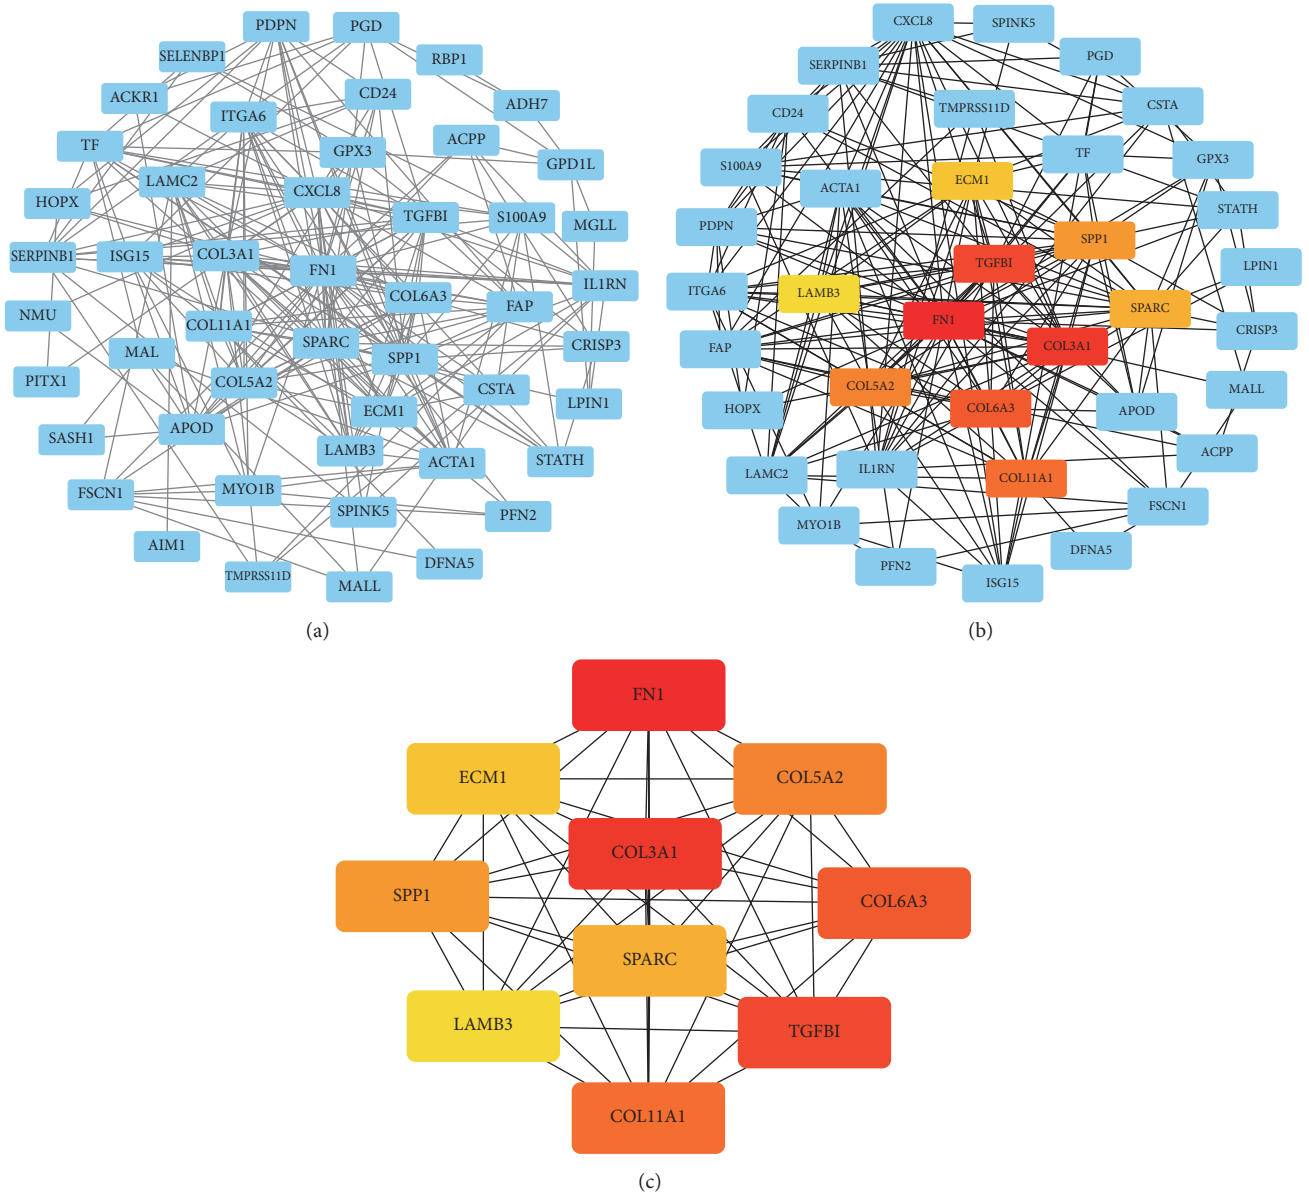 PDPN
PGD
SELENBP1
RBP1
ACKR1
CD24
ADH7
ITGA6
TF
GPX3
ACPP
GPD1L
LAMC2
CXCL8
HOPX
TGFBI
S100A9
MGLL
SERPINB1
ISG15
COL3A1
FN1
IL1RN
COL6A3
FAP
NMU
COL11A1
MAL
SPARC
SPP1
CRISP3
PITX1
COL5A2
CSTA
LPIN1
SASH1
APOD
ECM1
LAMB3
ACTA1
STATH
FSCN1
MYO1B
SPINK5
PFN2
AIM1
DFNA5
TMPRSS11D
MALL
(a)
CXCL8
SPINK5
SERPINB1
PGD
CD24
TMPRSS11D
CSTA
S100A9
TF
GPX3
ACTA1
ECM1
STATH
PDPN
SPP1
TGFBI
LPIN1
ITGA6
LAMB3
SPARC
FN1
CRISP3
FAP
COL3A1
COL5A2
MALL
HOPX
COL6A3
APOD
ACPP
LAMC2
IL1RN
COL11A1
FSCN1
MYO1B
DFNA5
PFN2
ISG15
(b)
FN1
ECM1
COL5A2
COL3A1
SPP1
COL6A3
SPARC
LAMB3
TGFBI
COL11A1
(c)